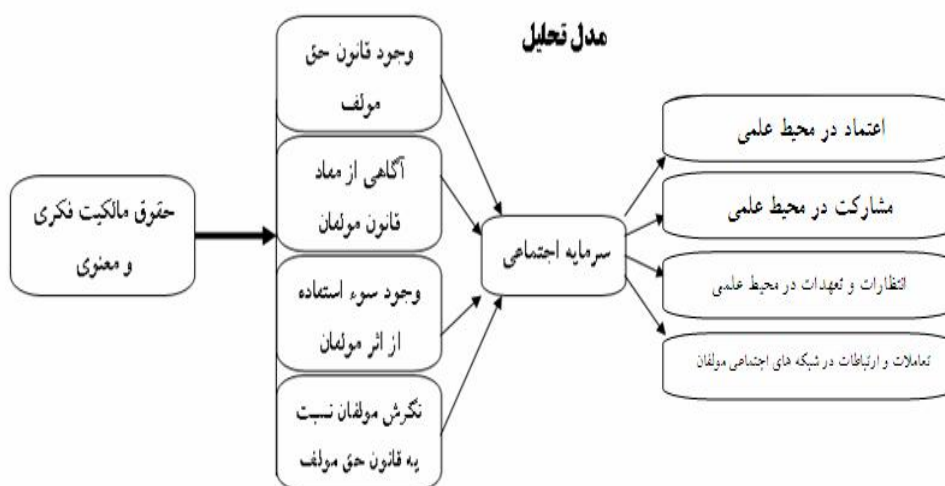 مدل تحلیل
حقوق مالکیت فکری
و معنوی
وجود قانون حق
مولف
آگاهی از مفاد
قانون مولفان
وجود سوء استفاده
از اثر مولفان
نگرش مولفان نسبت
به قانون حق مولف
سرمایه اجتماعی
اعتماد در محیط علمی
مشارکت در محیط علمی
انتظارات و تعهدات در محیط علمی
تعاملات و ارتباطات در شبکه های اجتماعی مولفان